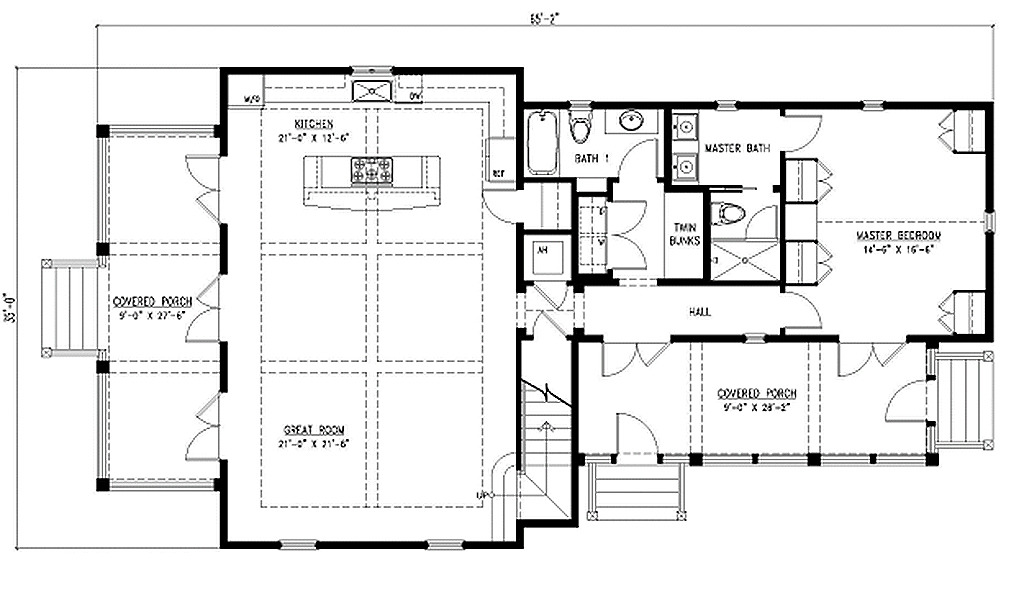 65'-2"
35'-0"
W/O
DW
KITCHEN
21'-0" X 12'-6"
REF
BATH 1
MASTER BATH
TWIN
BUNKS
MASTER BEDROOM
14'-6" X 16'-6"
AH
HALL
COVERED PORCH
9'-0" X 27'-6"
COVERED PORCH
9'-0" X 28'-2"
GREAT ROOM
21'-0" X 21'-6"
UP